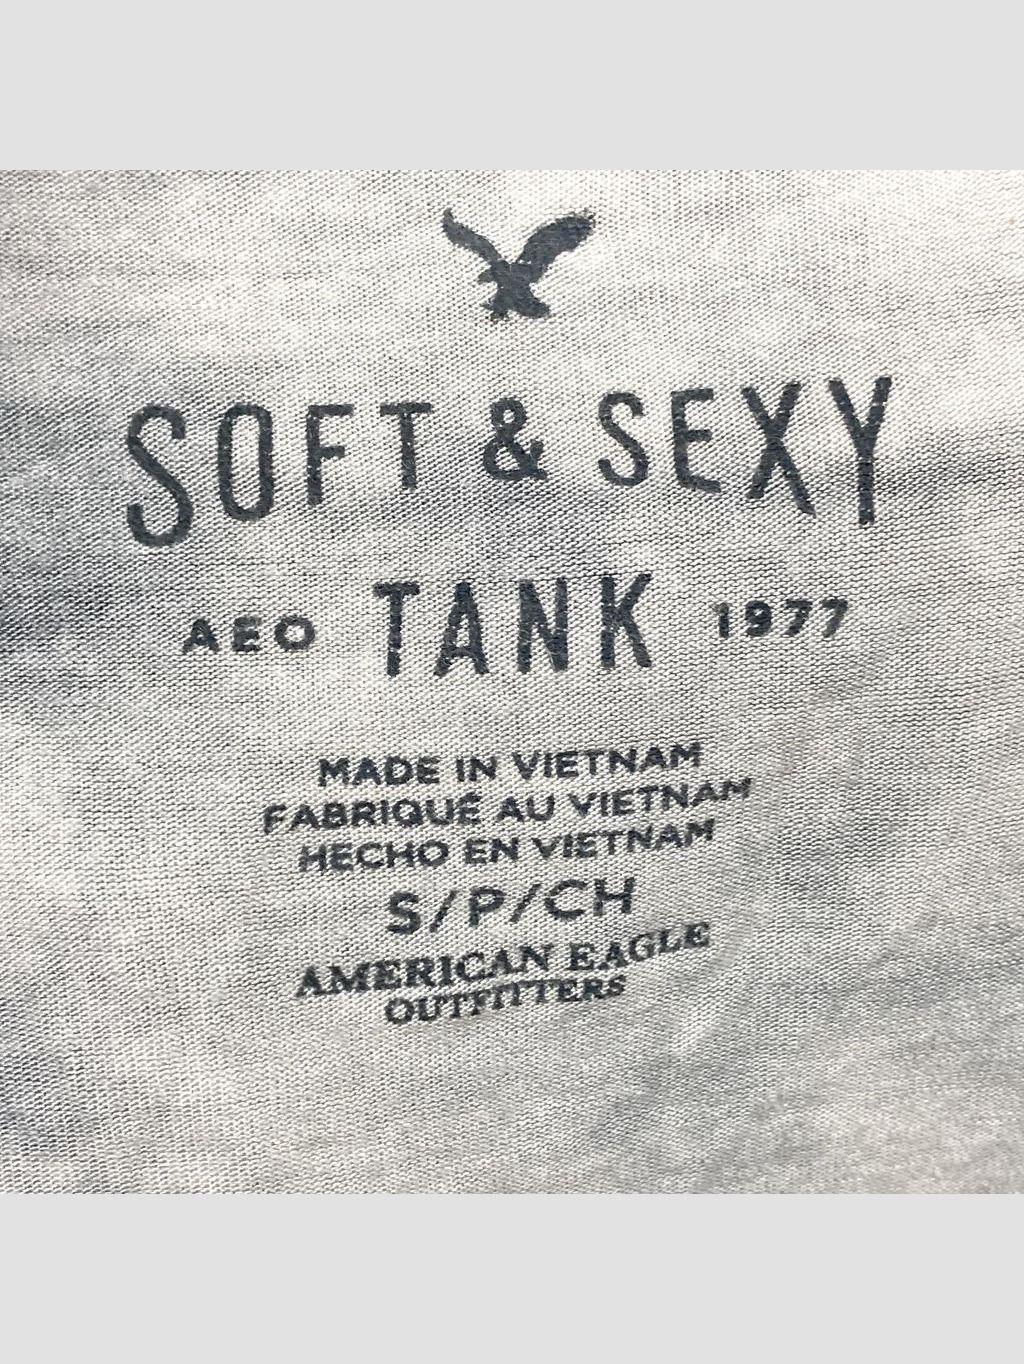 SOFT & SEXY
AEO TANK 1977
MADE IN VIETNAM
FABRIQUÉ AU VIETNAM
HECHO EN VIETNAM
S/P/CH
AMERICAN EAGLE
OUTFITTERS